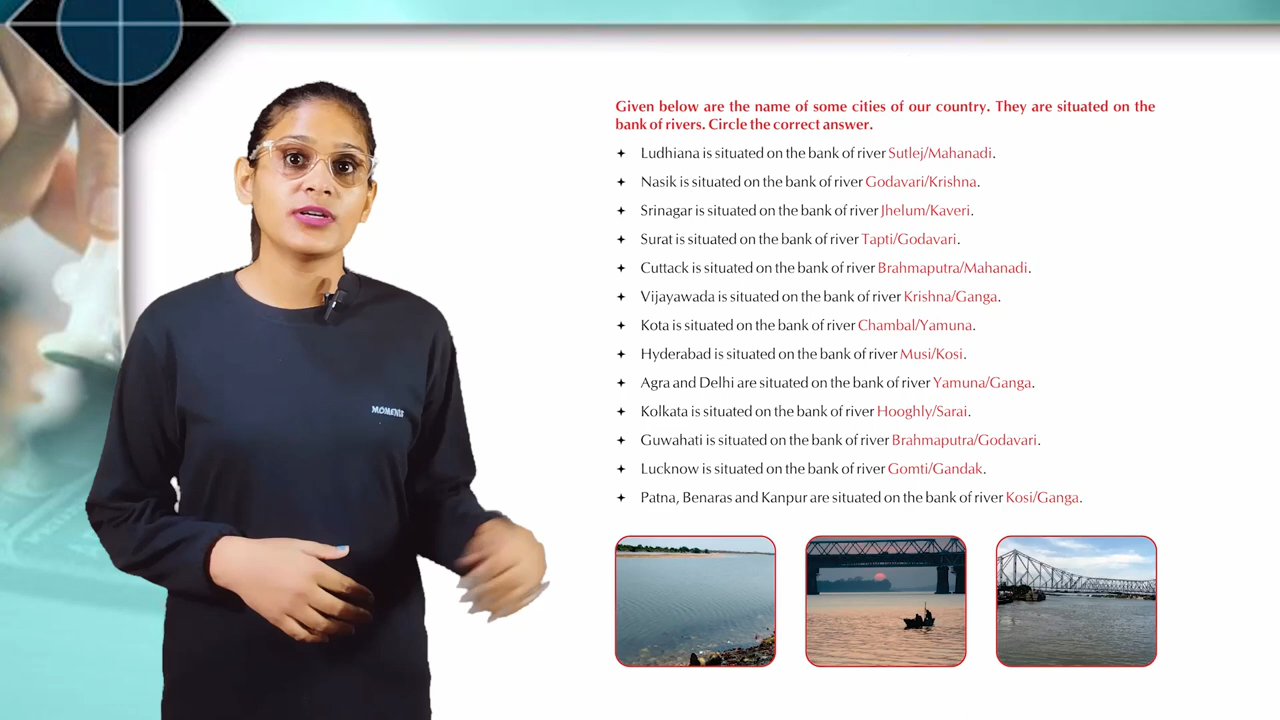 Given below are the name of some cities of our country. They are situated on the
bank of rivers. Circle the correct answer.
Ludhiana is situated on the bank of river Sutlej/Mahanadi.
Nasik is situated on the bank of river Godavari/Krishna.
Srinagar is situated on the bank of river Jhelum/Kaveri.
Surat is situated on the bank of river Tapti/Godavari.
Cuttack is situated on the bank of river Brahmaputra/Mahanadi.
Vijayawada is situated on the bank of river Krishna/Ganga.
Kota is situated on the bank of river Chambal/Yamuna.
Hyderabad is situated on the bank of river Musi/Kosi.
Agra and Delhi are situated on the bank of river Yamuna/Ganga.
Kolkata is situated on the bank of river Hooghly/Sarai.
Guwahati is situated on the bank of river Brahmaputra/Godavari.
Lucknow is situated on the bank of river Gomti/Gandak.
Patna, Benaras and Kanpur are situated on the bank of river Kosi/Ganga.